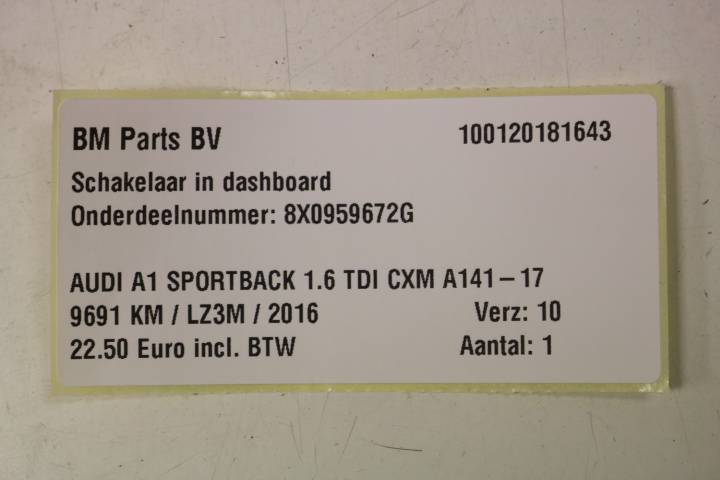 BM Parts BV 100120181643
Schakelaar in dashboard
Onderdeelnummer: 8X0959672G
AUDI A1 SPORTBACK 1.6 TDI CXM A141-17
9691 KM / LZ3M / 2016 Verz: 10
22.50 Euro incl. BTW Aantal: 1